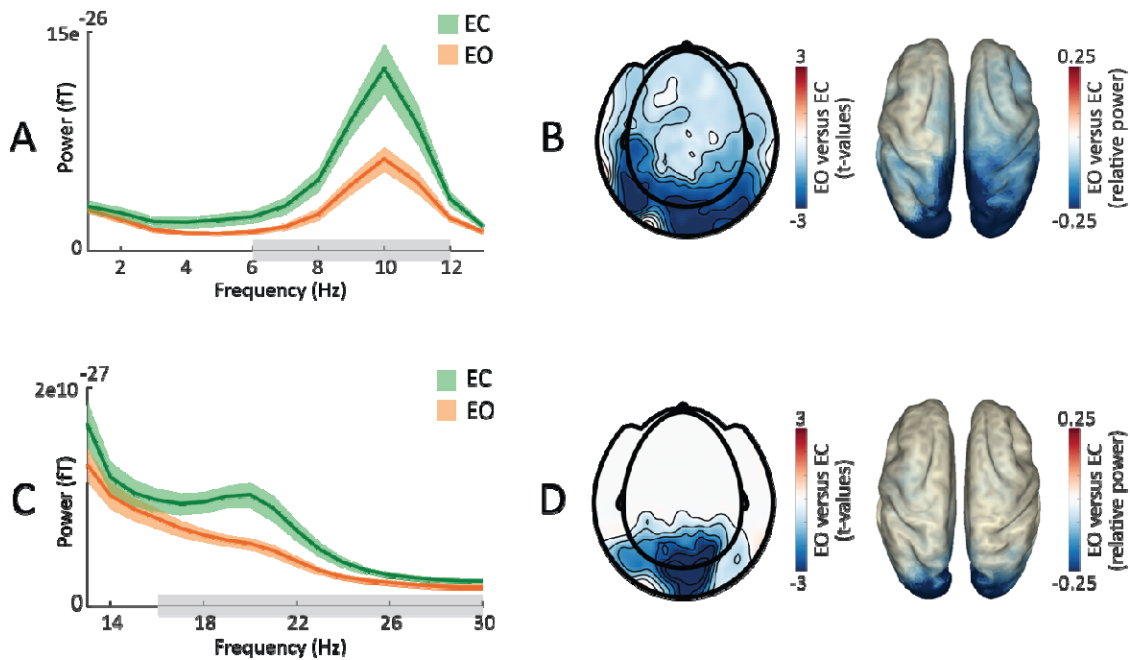 -26
15e
EC
EO
A
Power (fT)
0
2 4 6 8 10 12
Frequency (Hz)
B
3
EO versus EC
(t-values)
-3
0.25
EO versus EC
(relative power)
-0.25
-27
2e10
EC
EO
C
Power (fT)
0
14 18 22 26 30
Frequency (Hz)
D
3
EO versus EC
(t-values)
-3
0.25
EO versus EC
(relative power)
-0.25